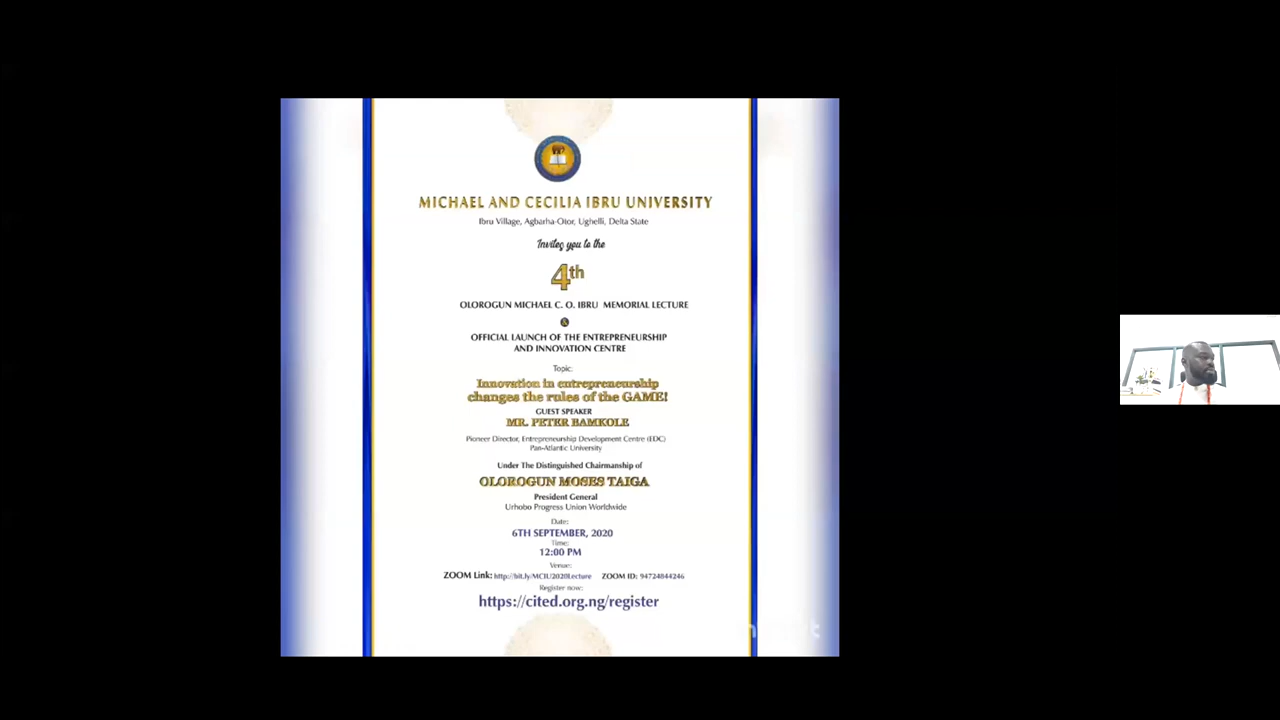 MICHAEL AND CECILIA IBRU UNIVERSITY
Ibru Village, Agbarha-Otor, Ughelli, Delta State
Invites you to the
4th
OLOROGUN MICHAEL C. O. IBRU MEMORIAL LECTURE
&
OFFICIAL LAUNCH OF THE ENTREPRENEURSHIP
AND INNOVATION CENTRE
Topic:
Innovation in entrepreneurship
changes the rules of the GAME!
GUEST SPEAKER
MR. PETER BAMKOLE
Pioneer Director, Entrepreneurship Development Centre (EDC)
Pan-Atlantic University
Under The Distinguished Chairmanship of
OLOROGUN MOSES TAIGA
President General
Urhobo Progress Union Worldwide
Date:
6TH SEPTEMBER, 2020
Time:
12:00 PM
Venue:
ZOOM Link: http://bit.ly/MCIU2020Lecture ZOOM ID: 94724844246
Register now:
https://cited.org.ng/register